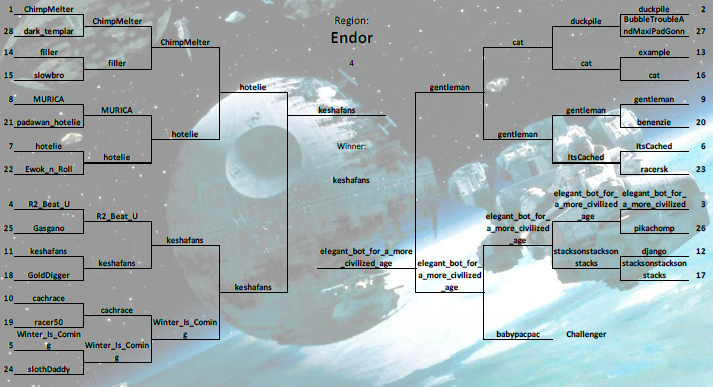 Region:
Endor
4
1 ChimpMelter
28 dark_templar
14 filler
15 slowbro
8 MURICA
21 padawan_hotelie
7 hotelie
22 Ewok_n_Roll
4 R2_Beat_U
25 Gasgano
11 keshafans
18 GoldDigger
10 cachrace
19 racer50
Winter_Is_Comin
5 g
24 slothDaddy
ChimpMelter
filler
MURICA
hotelie
R2_Beat_U
keshafans
cachrace
Winter_Is_Comin
g
ChimpMelter
hotelie
keshafans
Winter_Is_Comin
g
hotelie
keshafans
keshafans
Winner:
keshafans
elegant_bot_for_a_more
_civilized_age
gentleman
elegant_bot_for_
a_more_civilized
_age
cat
gentleman
elegant_bot_for_
a_more_civilized
_age
babypacpac
Challenger
duckpile
cat
gentleman
ItsCached
elegant_bot_for_
a_more_civilized
_age
stacksonstackson
stacks
duckpile 2
BubbleTroubleA
ndMaxiPadGonn 27
example 13
cat 16
gentleman 9
benenzie 20
ItsCached 6
racersk 23
elegant_bot_for_
a_more_civilized 3
pikachomp 26
django 12
stacksonstackson
stacks 17